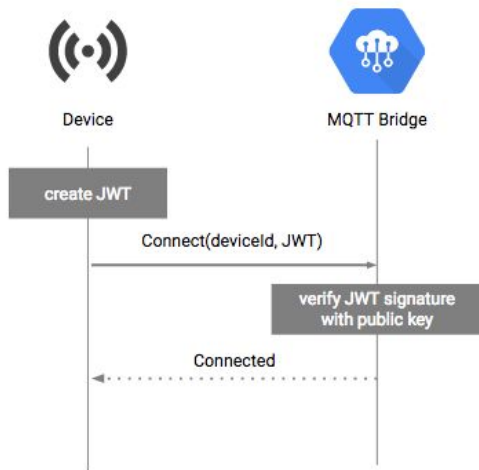 Device
MQTT Bridge
create JWT
Connect(deviceId, JWT)
verify JWT signature
with public key
Connected